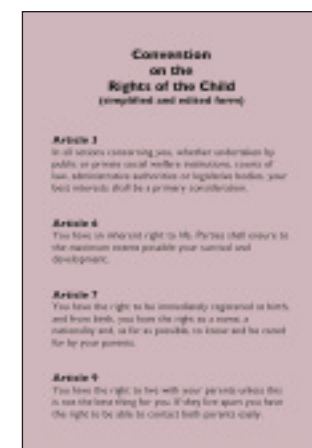 Convention
on the
Rights of the Child
(simplified and edited form)
Article 3
In all actions concerning you, whether undertaken by
public or private social welfare institutions, courts of
law, administrative authorities or legislative bodies, your
best interests shall be a primary consideration.
Article 6
You have an inherent right to life. Parties shall ensure to
the maximum extent possible your survival and
development.
Article 7
You have the right to be immediately registered at birth,
and from birth, you have the right to a name, a
nationality and, as far as possible, to know and be cared
for by your parents.
Article 9
You have the right to live with your parents unless this
is not the best thing for you. If they live apart you have
the right to be able to contact both parents easily.